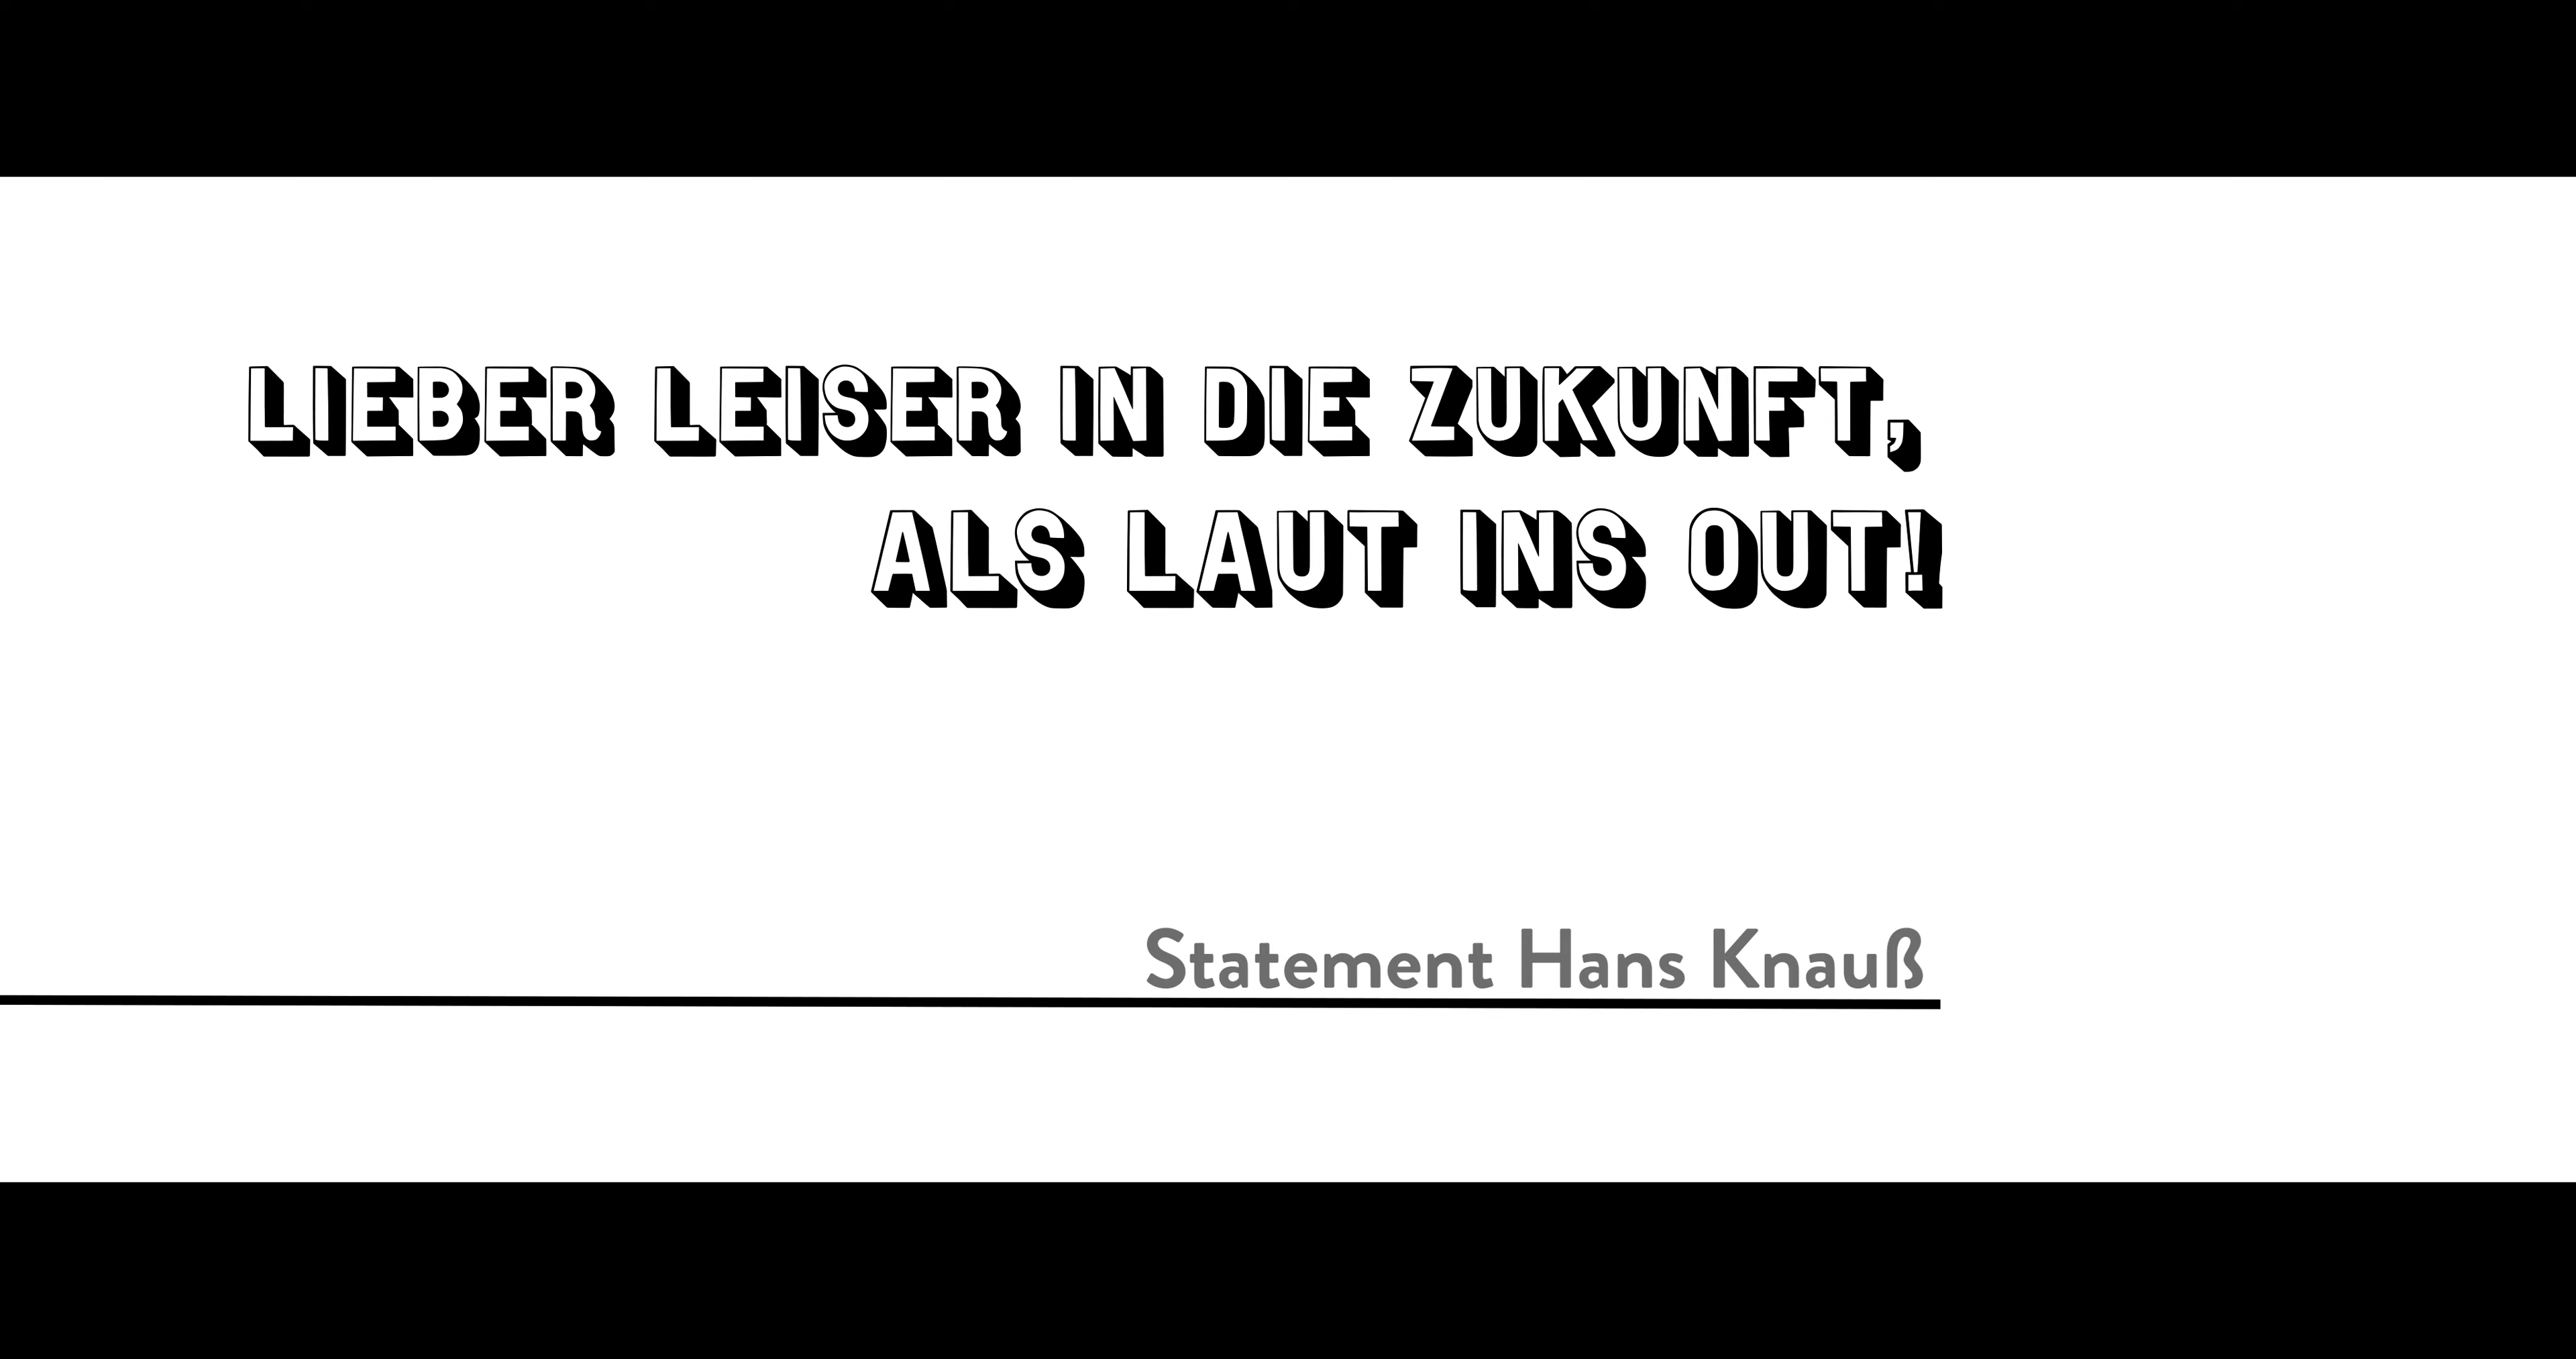 LIEBER LEISER IN DIE ZUKUNFT,
ALS LAUT INS OUT!
Statement Hans Knauß